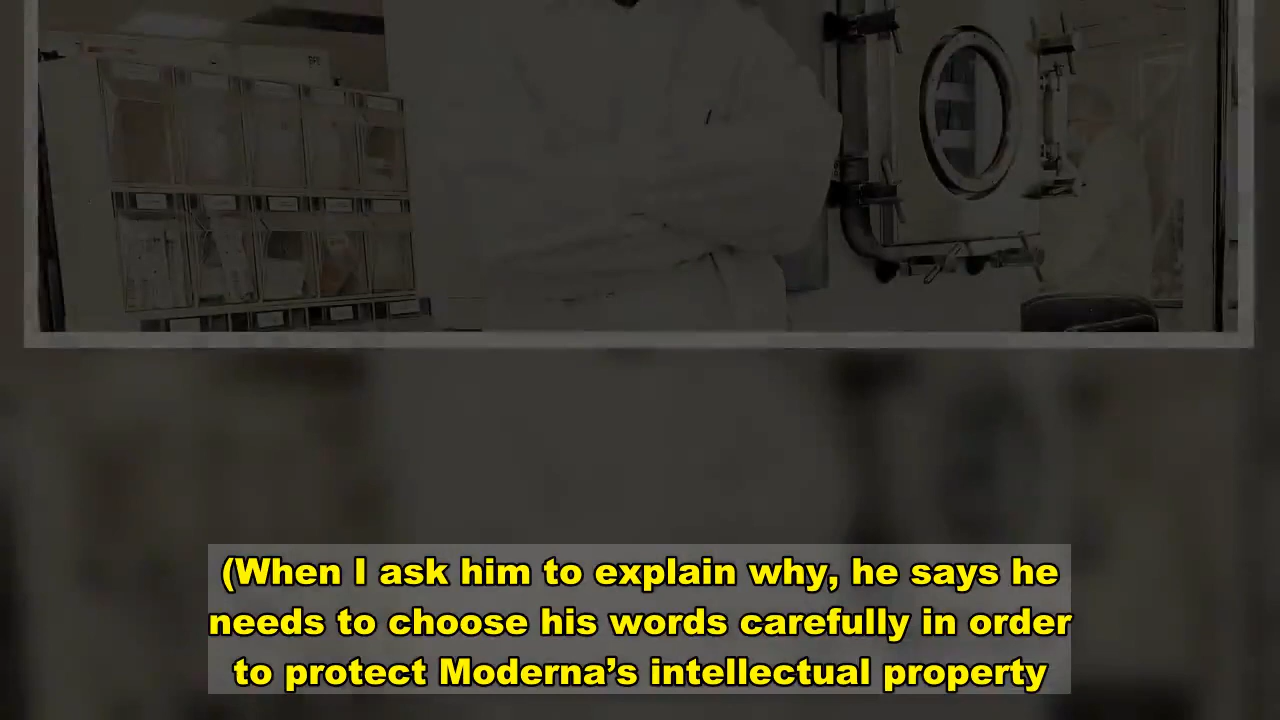 (When I ask him to explain why, he says he
needs to choose his words carefully in order
to protect Moderna’s intellectual property